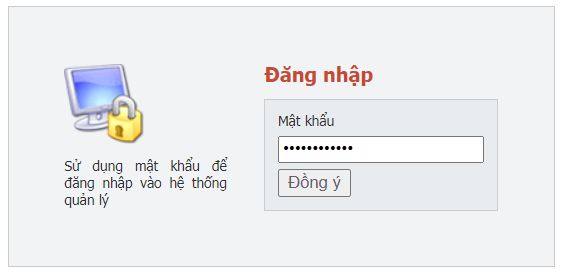 Đăng nhập
Mật khẩu
••••••••••••
Đồng ý
Sử dụng mật khẩu để
đăng nhập vào hệ thống
quản lý